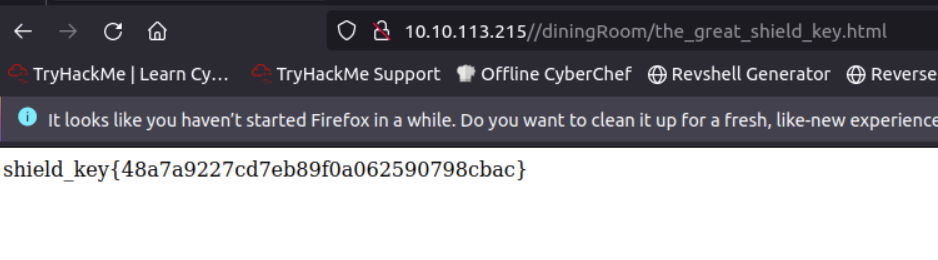 10.10.113.215//diningRoom/the_great_shield_key.html
TryHackMe | Learn Cy… TryHackMe Support Offline CyberChef Revshell Generator Reverse
It looks like you haven’t started Firefox in a while. Do you want to clean it up for a fresh, like-new experience
shield_key{48a7a9227cd7eb89f0a062590798cbac}